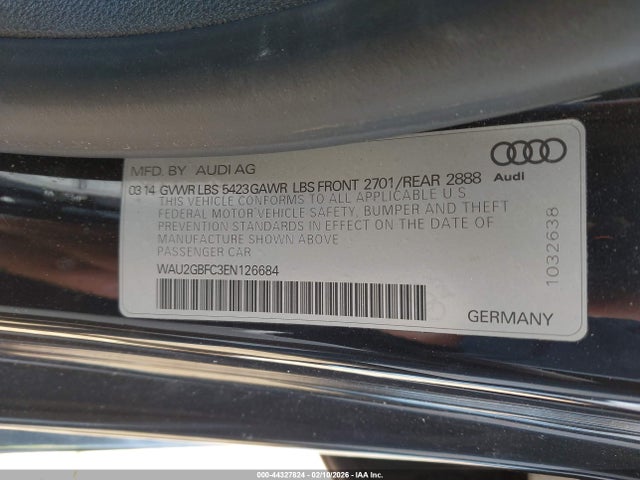 MFD. BY AUDI AG
03 14 GVWR LBS 5423 GAWR LBS FRONT 2701/REAR 2888
THIS VEHICLE CONFORMS TO ALL APPLICABLE U S
FEDERAL MOTOR VEHICLE SAFETY, BUMPER AND THEFT
PREVENTION STANDARDS IN EFFECT ON THE DATE OF
MANUFACTURE SHOWN ABOVE
PASSENGER CAR
WAU2GBFC3EN126684
Audi
1032638
GERMANY
000-44327824 - 02/10/2026 - IAA Inc.